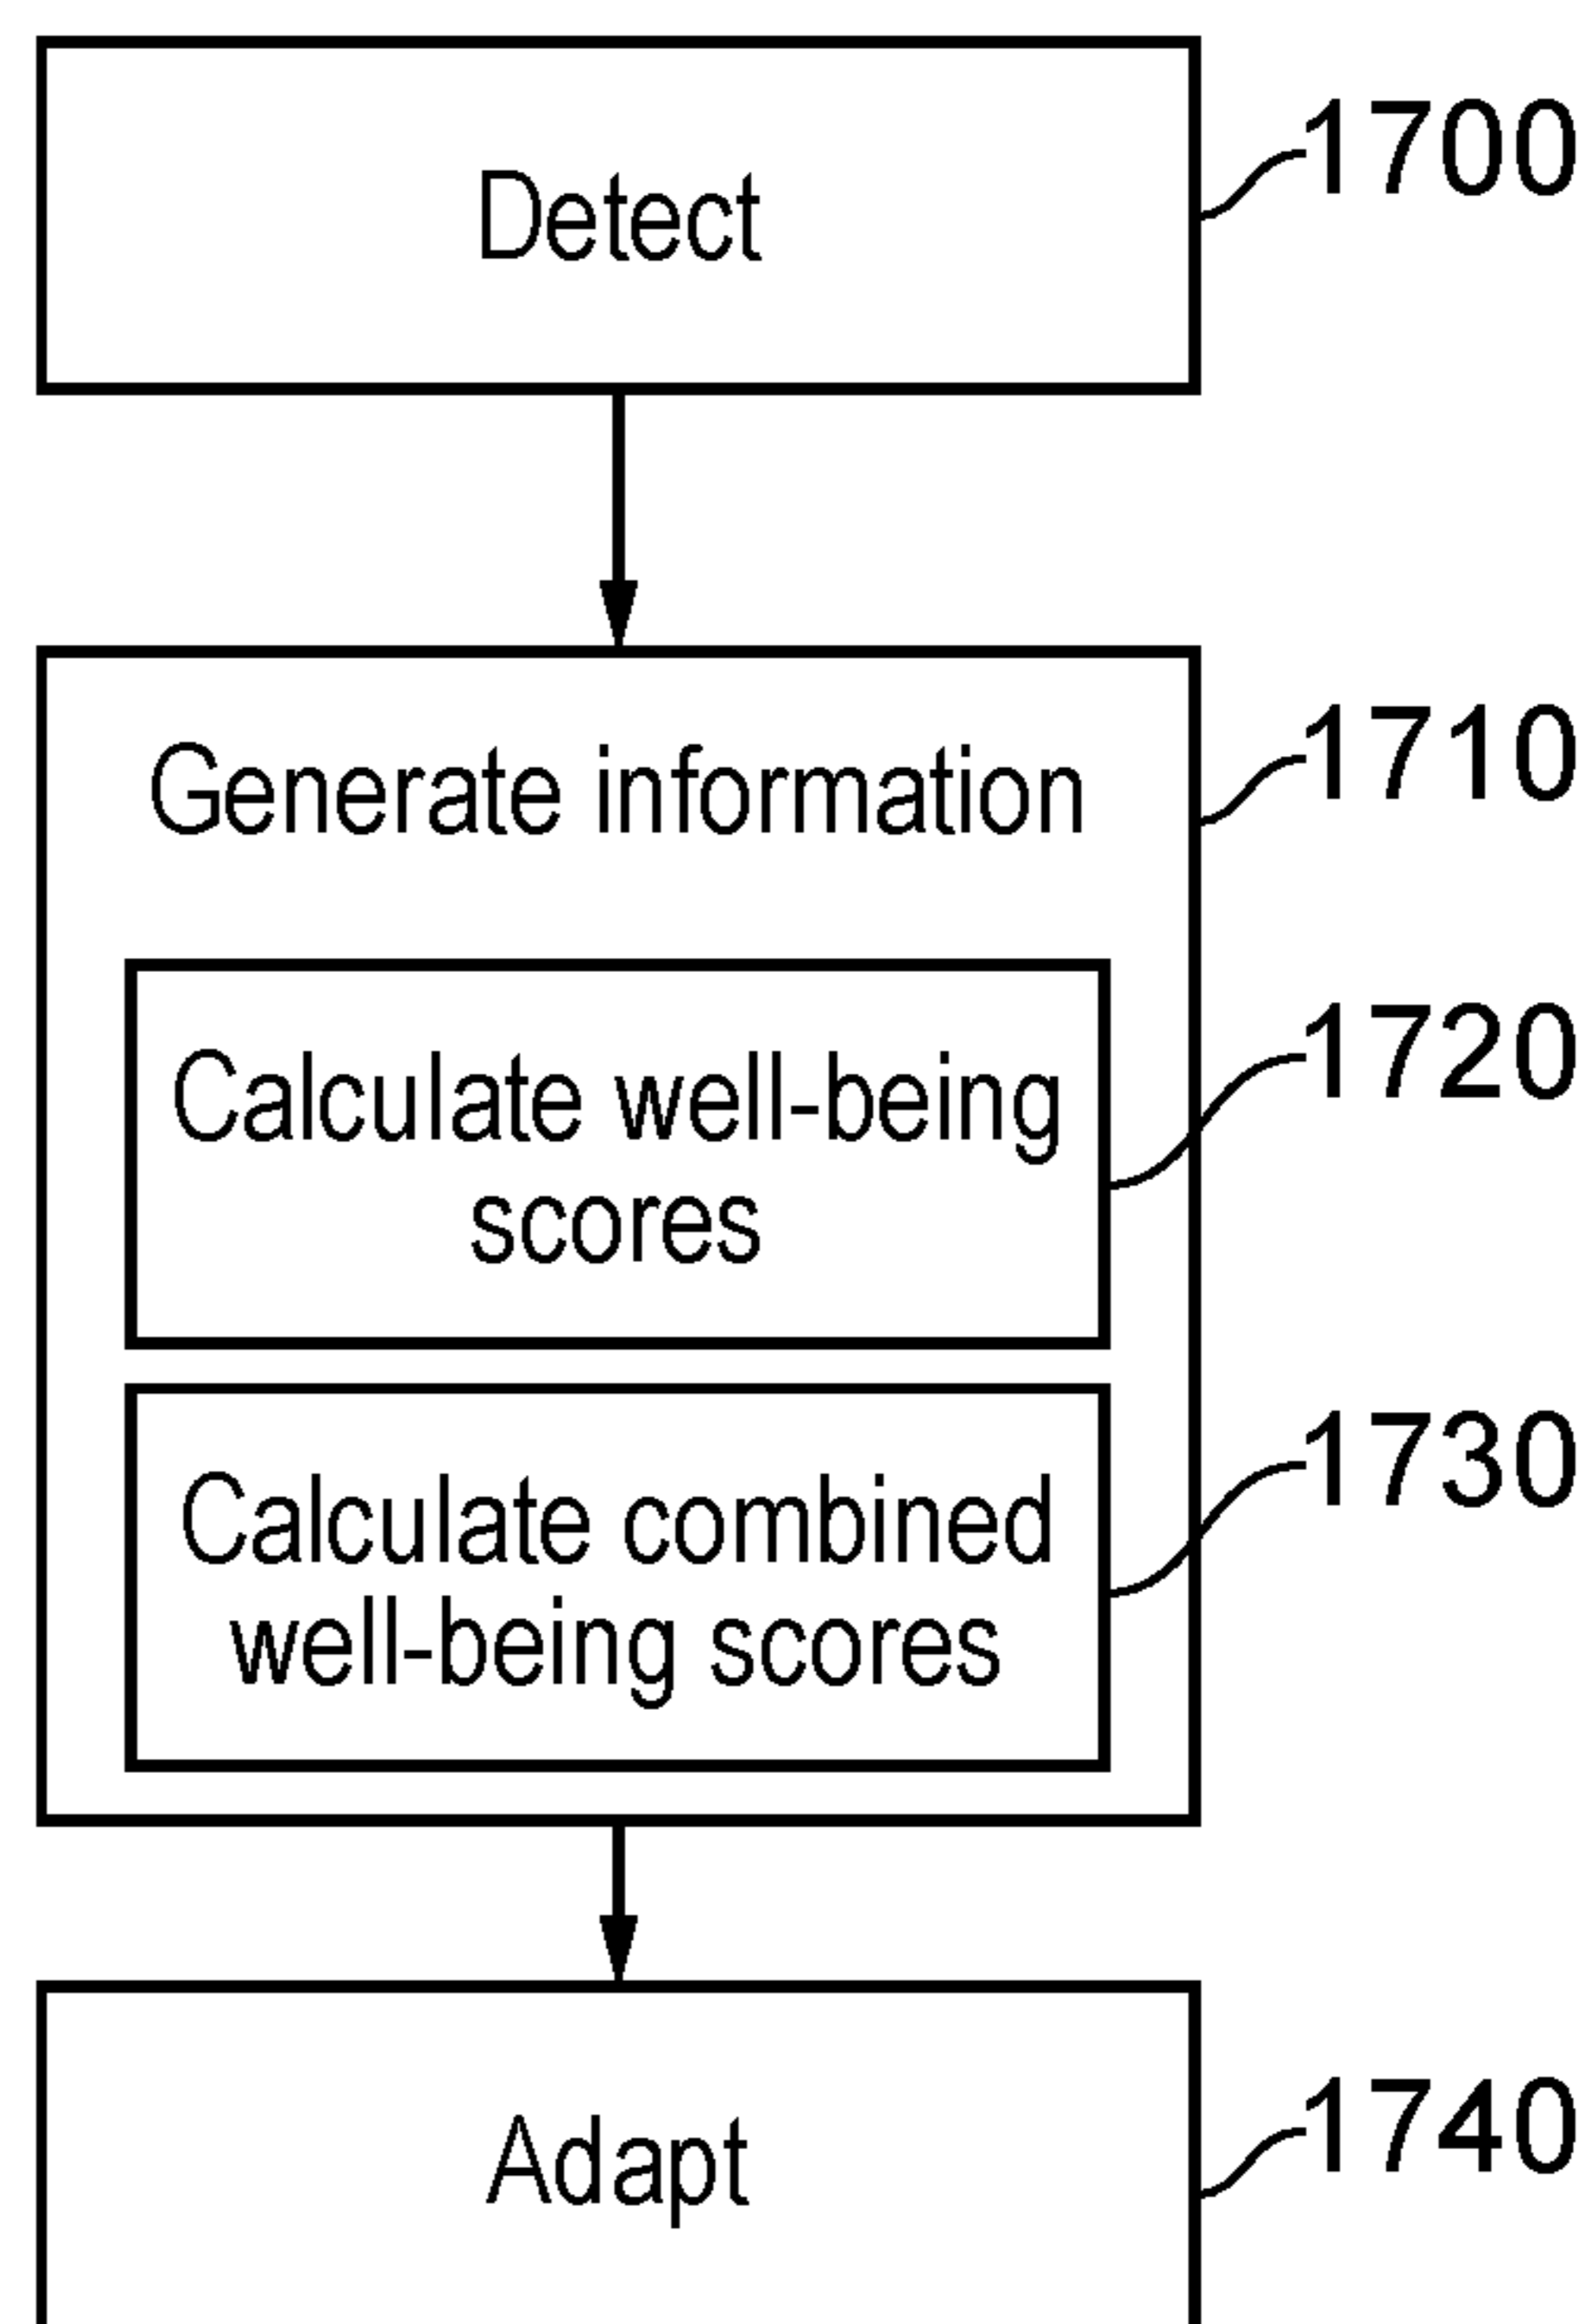 Detect
1700
Generate information
1710
Calculate well-being
scores
1720
Calculate combined
well-being scores
1730
Adapt
1740